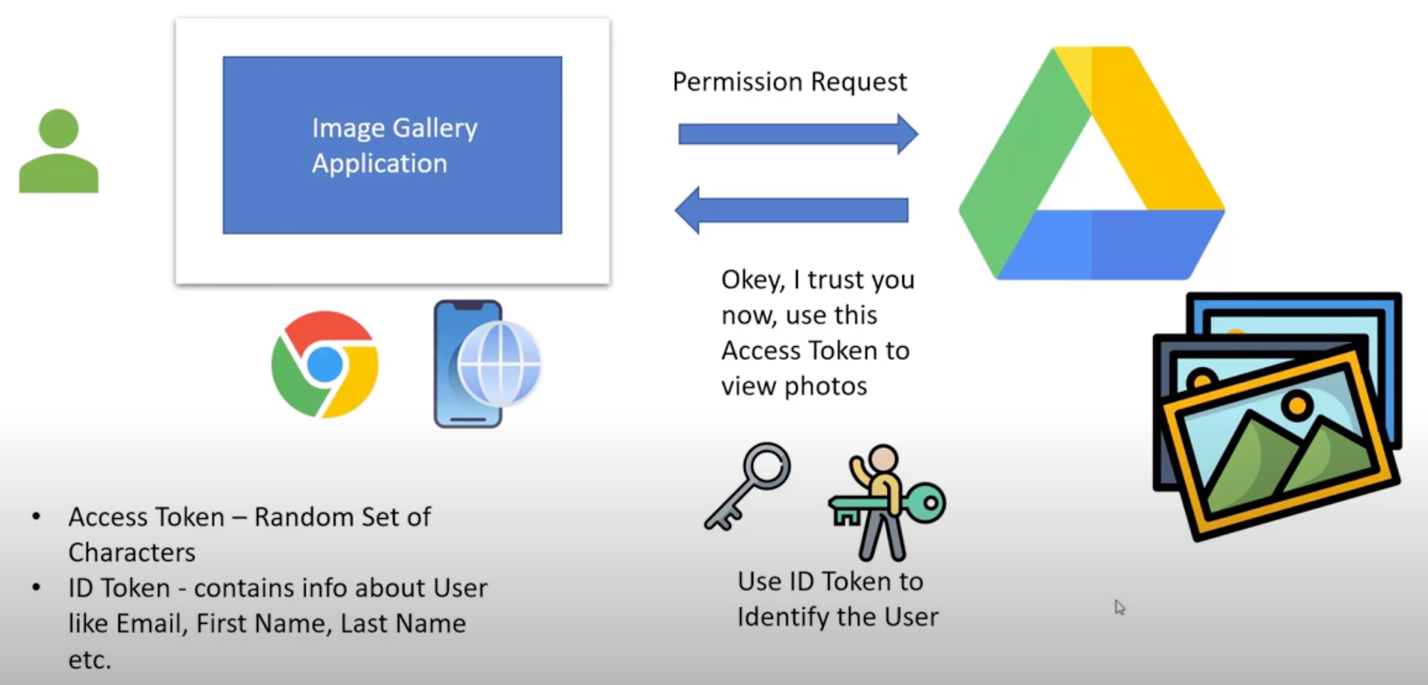 Image Gallery
Application
Permission Request
Okey, I trust you
now, use this
Access Token to
view photos
• Access Token – Random Set of
Characters
• ID Token - contains info about User
like Email, First Name, Last Name
etc.
Use ID Token to
Identify the User